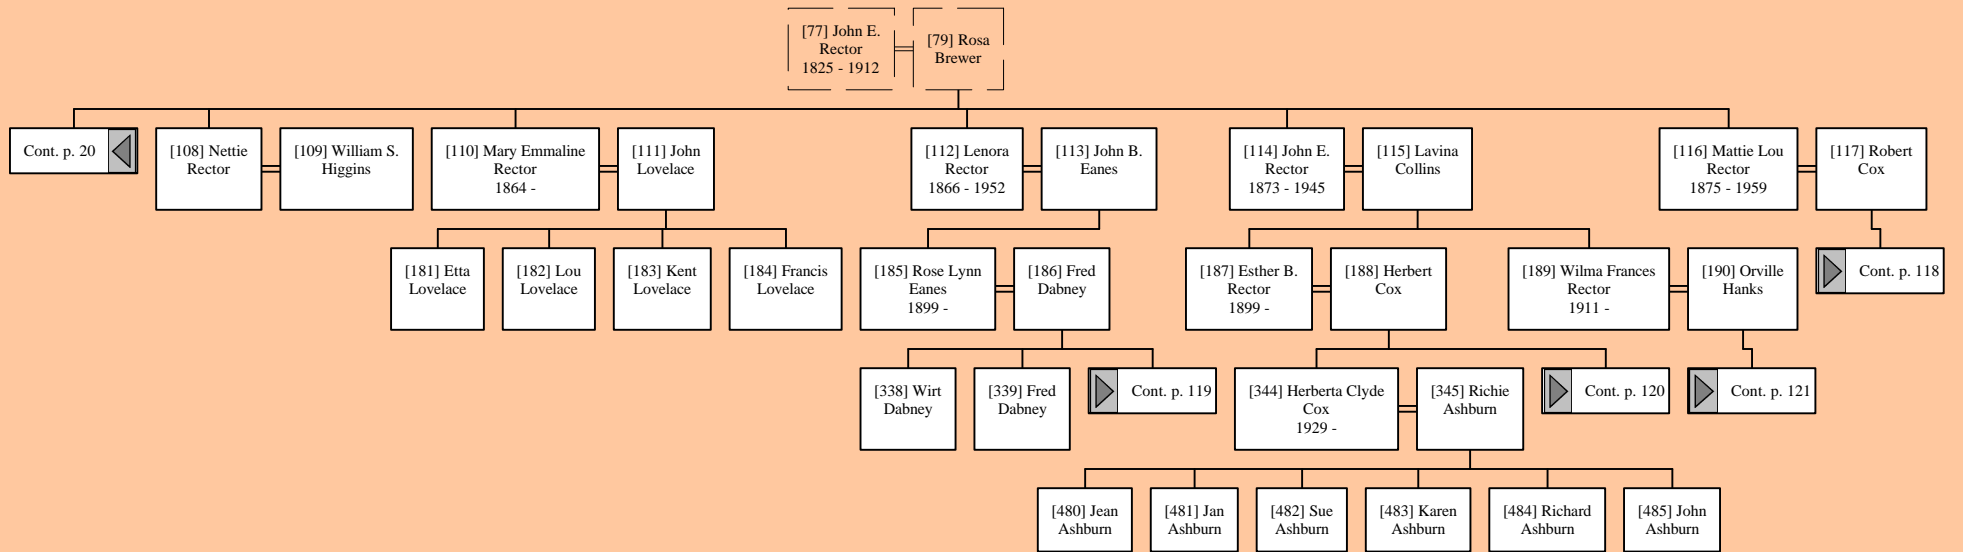 [77] John E.
Rector
1825 - 1912
[79] Rosa
Brewer
Cont. p. 20
[108] Nettie
Rector
[109] William S.
Higgins
[110] Mary Emmaline
Rector
1864 -
[111] John
Lovelace
[112] Lenora
Rector
1866 - 1952
[113] John B.
Eanes
[114] John E.
Rector
1873 - 1945
[115] Lavina
Collins
[116] Mattie Lou
Rector
1875 - 1959
[117] Robert
Cox
[181] Etta
Lovelace
[182] Lou
Lovelace
[183] Kent
Lovelace
[184] Francis
Lovelace
[185] Rose Lynn
Eanes
1899 -
[186] Fred
Dabney
[187] Esther B.
Rector
1899 -
[188] Herbert
Cox
[189] Wilma Frances
Rector
1911 -
[190] Orville
Hanks
Cont. p. 118
[338] Wirt
Dabney
[339] Fred
Dabney
Cont. p. 119
[344] Herberta Clyde
Cox
1929 -
[345] Richie
Ashburn
Cont. p. 120
Cont. p. 121
[480] Jean
Ashburn
[481] Jan
Ashburn
[482] Sue
Ashburn
[483] Karen
Ashburn
[484] Richard
Ashburn
[485] John
Ashburn